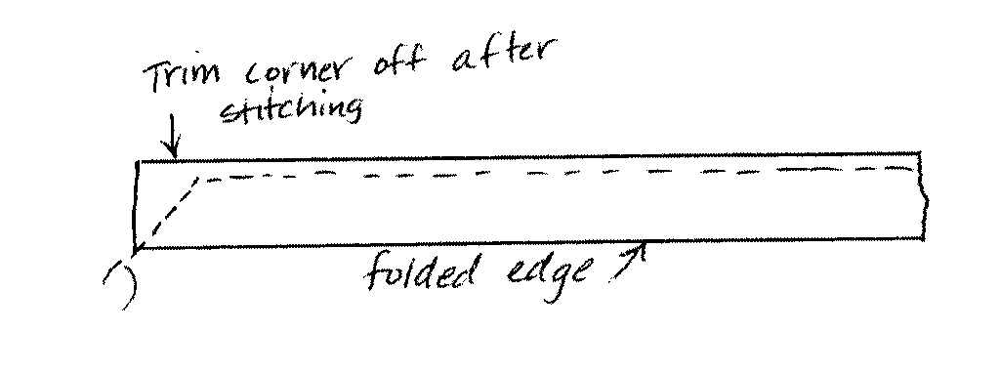 Trim corner off after
stitching
folded edge